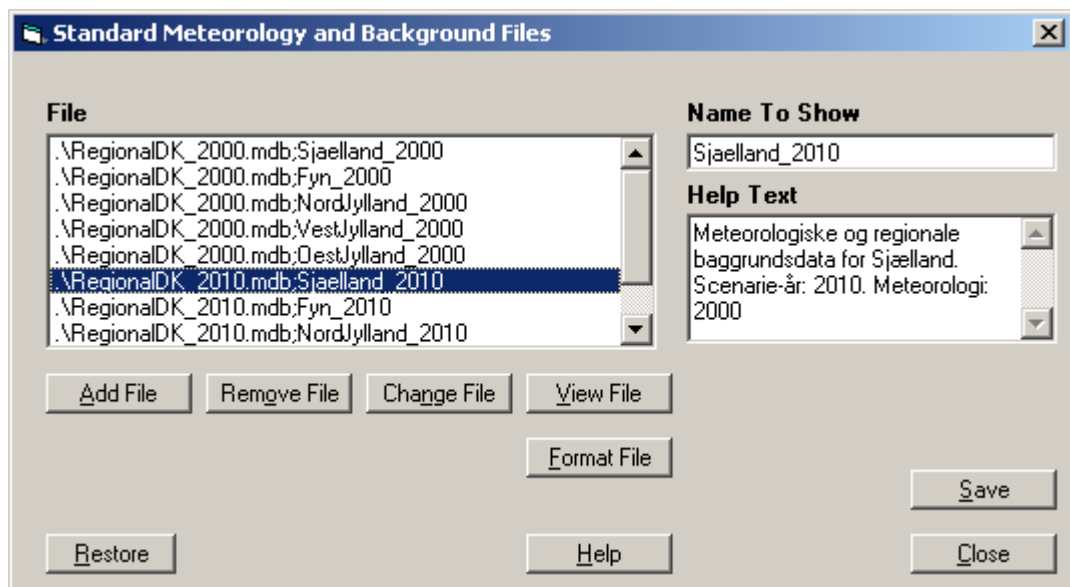 Standard Meteorology and Background Files
File
.\RegionalDK_2000.mdb;Sjaelland_2000
.\RegionalDK_2000.mdb;Fyn_2000
.\RegionalDK_2000.mdb;NordJylland_2000
.\RegionalDK_2000.mdb;VestJylland_2000
.\RegionalDK_2000.mdb;OestJylland_2000
.\RegionalDK_2010.mdb;Sjaelland_2010
.\RegionalDK_2010.mdb;Fyn_2010
.\RegionalDK_2010.mdb;NordJylland_2010
Name To Show
Sjaelland_2010
Help Text
Meteorologiske og regionale
baggrundsdata for Sjælland.
Scenarie-år: 2010. Meteorologi:
2000
Add File Remove File Change File View File
Format File
Save
Restore Help Close